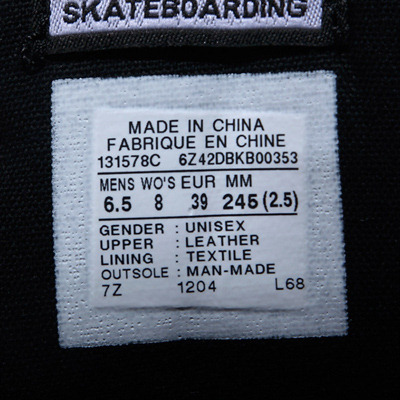 SKATEBOARDING
MADE IN CHINA
FABRIQUE EN CHINE
131578C 6Z42DBKB00353
MENS WO'S EUR MM
6.5 8 39 245 (2.5)
GENDER : UNISEX
UPPER : LEATHER
LINING : TEXTILE
OUTSOLE : MAN-MADE
7Z 1204 L68